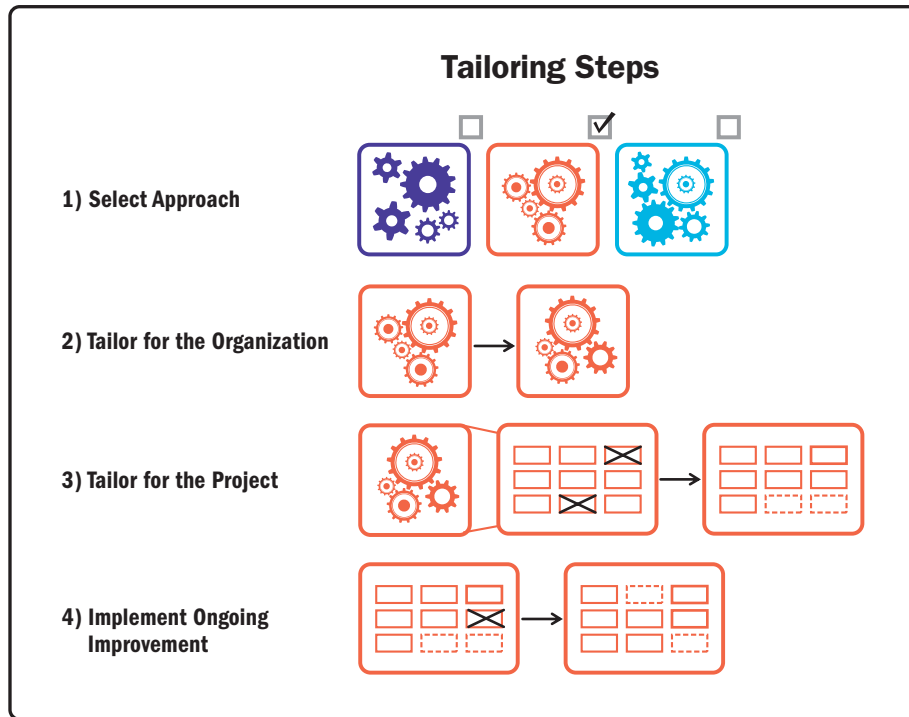 Tailoring Steps
1) Select Approach
2) Tailor for the Organization
3) Tailor for the Project
4) Implement Ongoing
Improvement